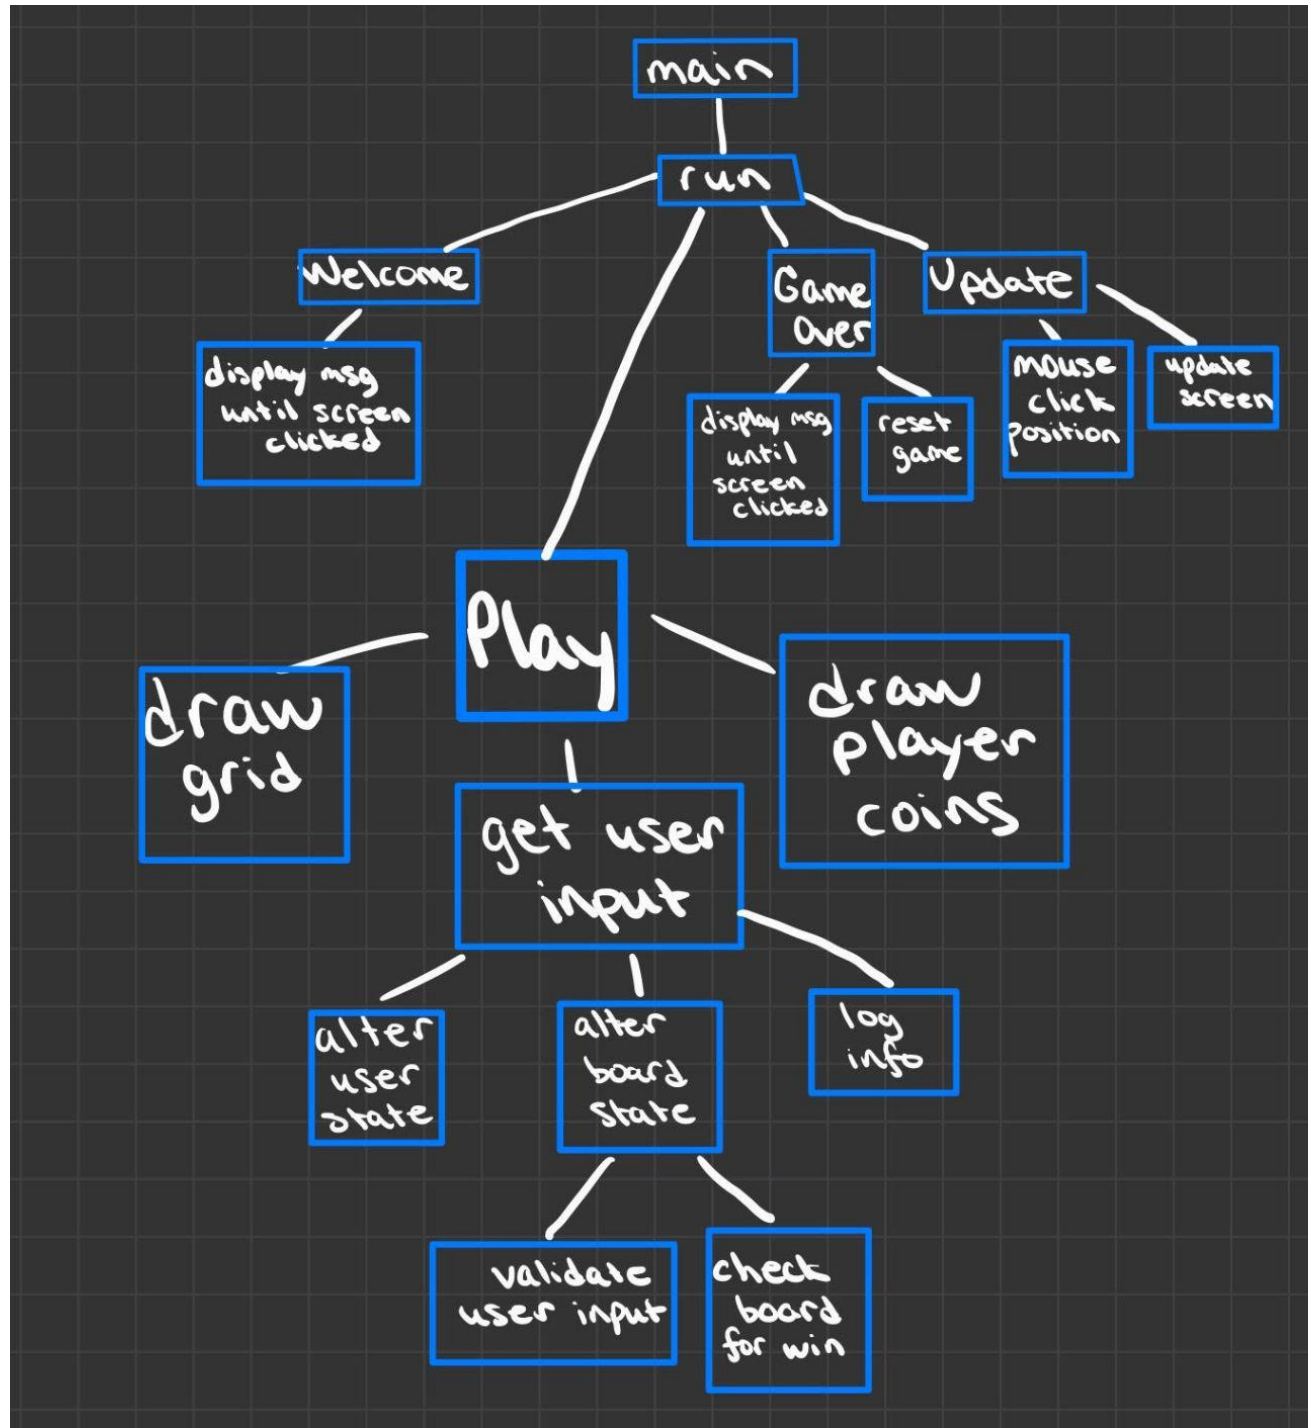 main
run
Welcome
Game
Over
Update
display msg
until screen
clicked
display msg
until
screen
clicked
reset
game
mouse
click
position
update
screen
Play
draw
grid
get user
input
draw
player
coins
alter
user
state
alter
board
state
log
info
validate
user input
check
board
for win